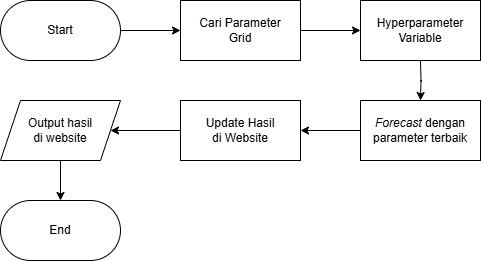 Start
Cari Parameter
Grid
Hyperparameter
Variable
Forecast dengan
parameter terbaik
Update Hasil
di Website
Output hasil
di website
End